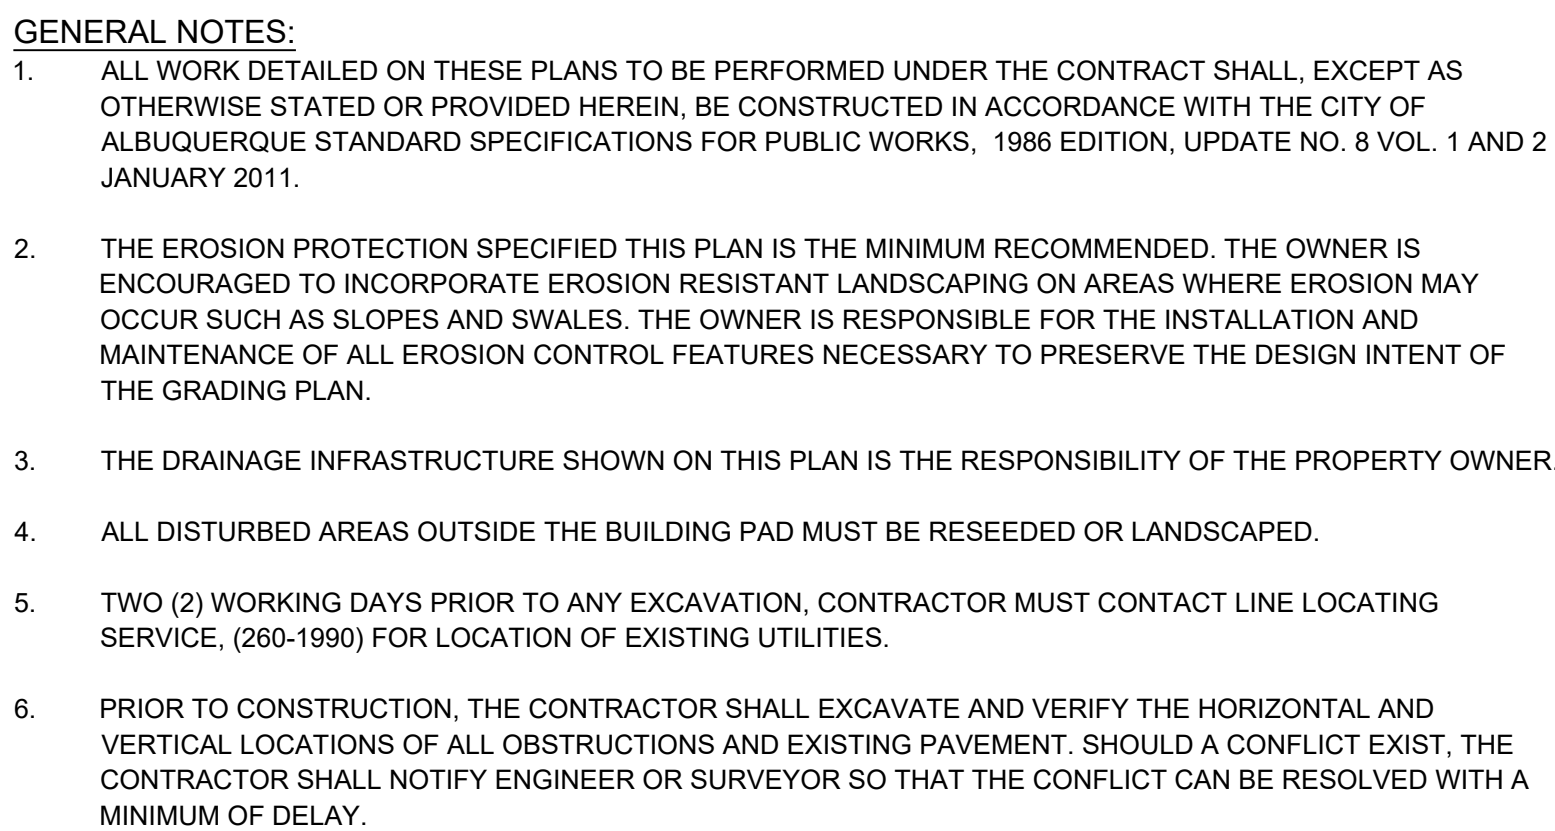 GENERAL NOTES:
1. ALL WORK DETAILED ON THESE PLANS TO BE PERFORMED UNDER THE CONTRACT SHALL, EXCEPT AS
OTHERWISE STATED OR PROVIDED HEREIN, BE CONSTRUCTED IN ACCORDANCE WITH THE CITY OF
ALBUQUERQUE STANDARD SPECIFICATIONS FOR PUBLIC WORKS, 1986 EDITION, UPDATE NO. 8 VOL. 1 AND 2
JANUARY 2011.
2. THE EROSION PROTECTION SPECIFIED THIS PLAN IS THE MINIMUM RECOMMENDED. THE OWNER IS
ENCOURAGED TO INCORPORATE EROSION RESISTANT LANDSCAPING ON AREAS WHERE EROSION MAY
OCCUR SUCH AS SLOPES AND SWALES. THE OWNER IS RESPONSIBLE FOR THE INSTALLATION AND
MAINTENANCE OF ALL EROSION CONTROL FEATURES NECESSARY TO PRESERVE THE DESIGN INTENT OF
THE GRADING PLAN.
3. THE DRAINAGE INFRASTRUCTURE SHOWN ON THIS PLAN IS THE RESPONSIBILITY OF THE PROPERTY OWNER.
4. ALL DISTURBED AREAS OUTSIDE THE BUILDING PAD MUST BE RESEEDED OR LANDSCAPED.
5. TWO (2) WORKING DAYS PRIOR TO ANY EXCAVATION, CONTRACTOR MUST CONTACT LINE LOCATING
SERVICE, (260-1990) FOR LOCATION OF EXISTING UTILITIES.
6. PRIOR TO CONSTRUCTION, THE CONTRACTOR SHALL EXCAVATE AND VERIFY THE HORIZONTAL AND
VERTICAL LOCATIONS OF ALL OBSTRUCTIONS AND EXISTING PAVEMENT. SHOULD A CONFLICT EXIST, THE
CONTRACTOR SHALL NOTIFY ENGINEER OR SURVEYOR SO THAT THE CONFLICT CAN BE RESOLVED WITH A
MINIMUM OF DELAY.